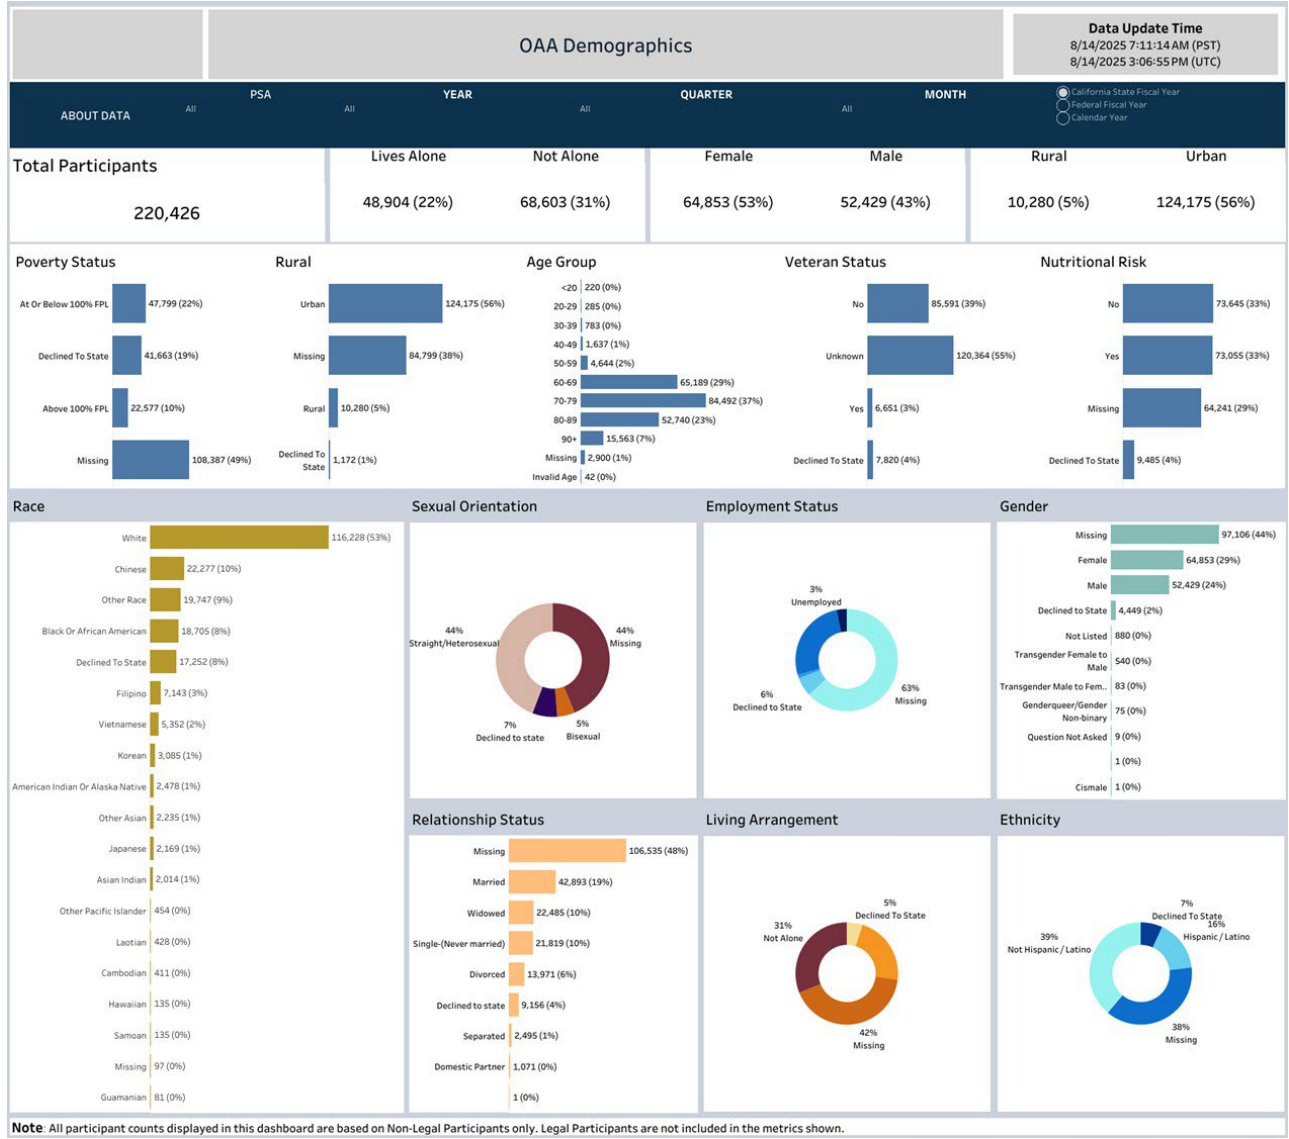 OAA Demographics
Data Update Time
8/14/2025 7:11:14 AM (PST)
8/14/2025 3:06:55 PM (UTC)
ABOUT DATA
PSA
All
YEAR
All
QUARTER
All
MONTH
All
California State Fiscal Year
Federal Fiscal Year
Calendar Year
Total Participants
220,426
Lives Alone
48,904 (22%)
Not Alone
68,603 (31%)
Female
64,853 (53%)
Male
52,429 (43%)
Rural
10,280 (5%)
Urban
124,175 (56%)
Poverty Status
At Or Below 100% FPL 47,799 (22%)
Declined To State 41,663 (19%)
Above 100% FPL 22,577 (10%)
Missing 108,387 (49%)
Rural
Urban 124,175 (56%)
Missing 84,799 (38%)
Rural 10,280 (5%)
Declined To
State 1,172 (1%)
Age Group
<20 220 (0%)
20-29 285 (0%)
30-39 783 (0%)
40-49 1,637 (1%)
50-59 4,644 (2%)
60-69 65,189 (29%)
70-79 84,492 (37%)
80-89 52,740 (23%)
90+ 15,563 (7%)
Missing 2,900 (1%)
Invalid Age 42 (0%)
Veteran Status
No 85,591 (39%)
Unknown 120,364 (55%)
Yes 6,651 (3%)
Declined To State 7,820 (4%)
Nutritional Risk
No 73,645 (33%)
Yes 73,055 (33%)
Missing 64,241 (29%)
Declined To State 9,485 (4%)
Race
White 116,228 (53%)
Chinese 22,277 (10%)
Other Race 19,747 (9%)
Black Or African American 18,705 (8%)
Declined To State 17,252 (8%)
Filipino 7,143 (3%)
Vietnamese 5,352 (2%)
Korean 3,085 (1%)
American Indian Or Alaska Native 2,478 (1%)
Other Asian 2,235 (1%)
Japanese 2,169 (1%)
Asian Indian 2,014 (1%)
Other Pacific Islander 454 (0%)
Laotian 428 (0%)
Cambodian 411 (0%)
Hawaiian 135 (0%)
Samoan 135 (0%)
Missing 97 (0%)
Guamanian 81 (0%)
Sexual Orientation
44%
Straight/Heterosexual
44%
Missing
7%
Declined to state
5%
Bisexual
Employment Status
3%
Unemployed
6%
Declined to State
63%
Missing
Gender
Missing 97,106 (44%)
Female 64,853 (29%)
Male 52,429 (24%)
Declined to State 4,449 (2%)
Not Listed 880 (0%)
Transgender Female to
Male 540 (0%)
Transgender Male to Fem.. 83 (0%)
Genderqueer/Gender
Non-binary 75 (0%)
Question Not Asked 9 (0%)
1 (0%)
Cismale 1 (0%)
Relationship Status
Missing 106,535 (48%)
Married 42,893 (19%)
Widowed 22,485 (10%)
Single-(Never married) 21,819 (10%)
Divorced 13,971 (6%)
Declined to state 9,156 (4%)
Separated 2,495 (1%)
Domestic Partner 1,071 (0%)
1 (0%)
Living Arrangement
5%
Declined To State
31%
Not Alone
42%
Missing
Ethnicity
7%
Declined To State
16%
Hispanic / Latino
39%
Not Hispanic / Latino
38%
Missing
Note: All participant counts displayed in this dashboard are based on Non-Legal Participants only. Legal Participants are not included in the metrics shown.